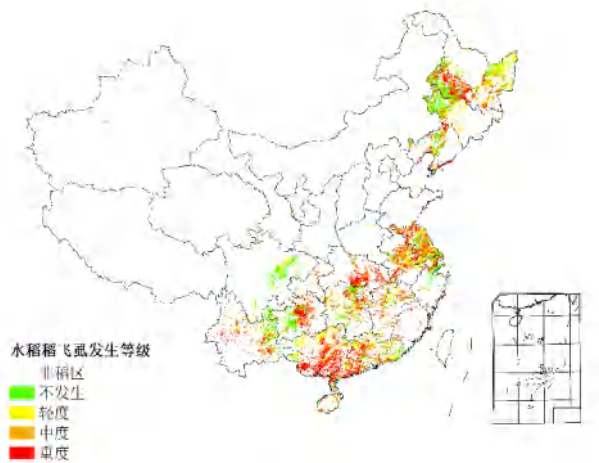 水稻稻飞虱发生等级
非稻区
不发生
轻度
中度
重度